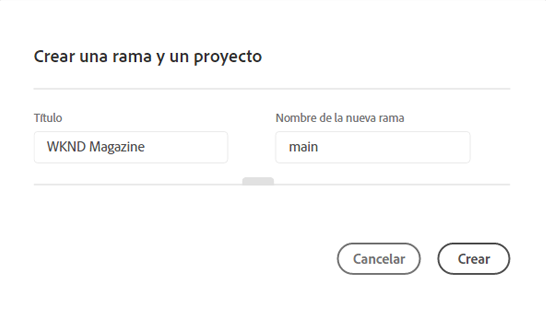 Crear una rama y un proyecto
Título
Nombre de la nueva rama
WKND Magazine
main
Cancelar
Crear